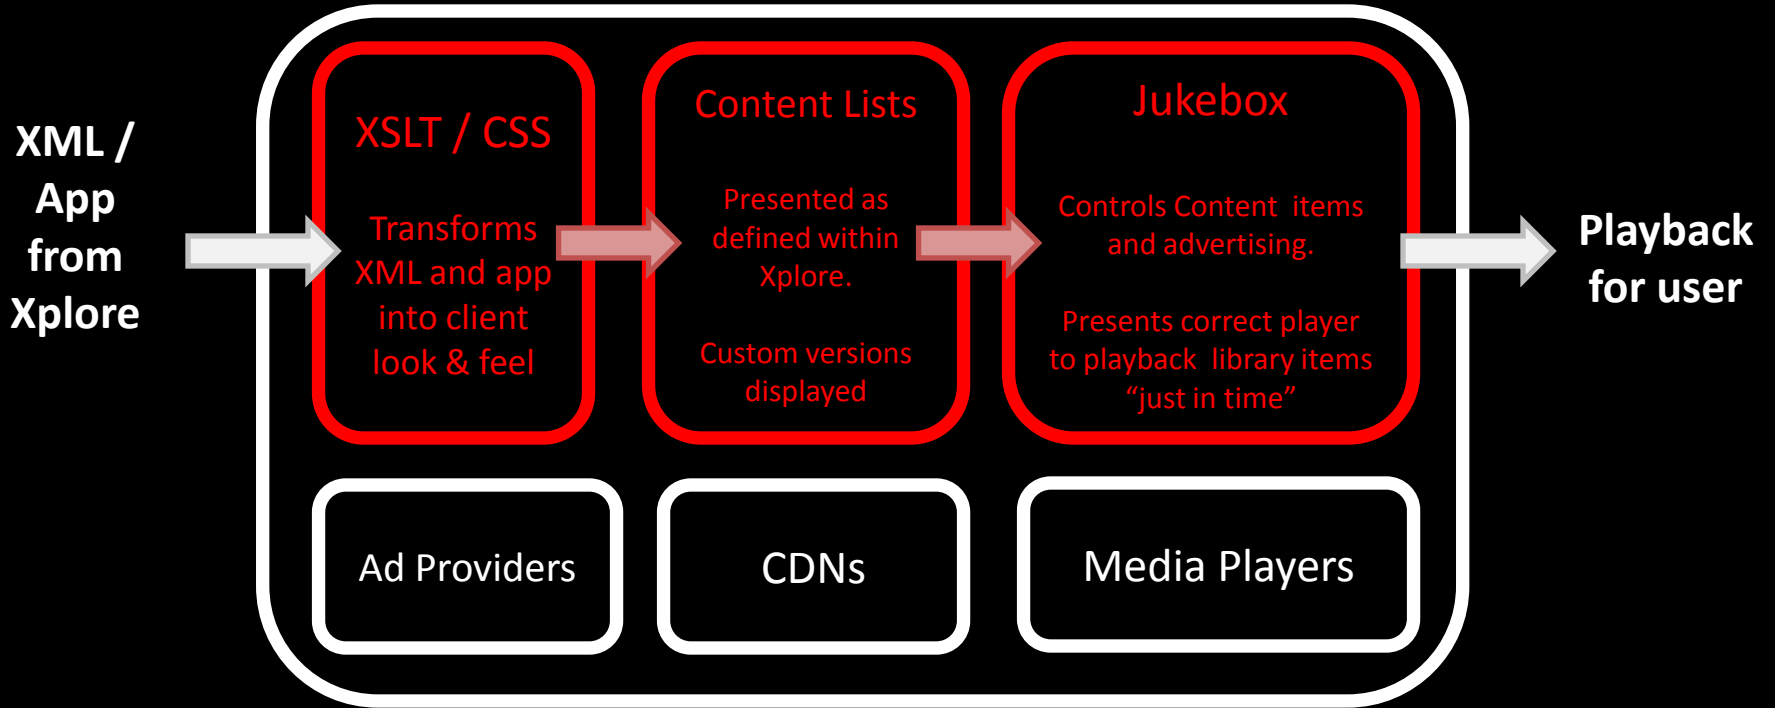 XML /
App
from
Xplore
XSLT / CSS
Transforms
XML and app
into client
look & feel
Content Lists
Presented as
defined within
Xplore.
Custom versions
displayed
Jukebox
Controls Content  items
and advertising.
Presents correct player
to playback  library items
“just in time”
Playback
for user
Ad Providers
CDNs
Media Players